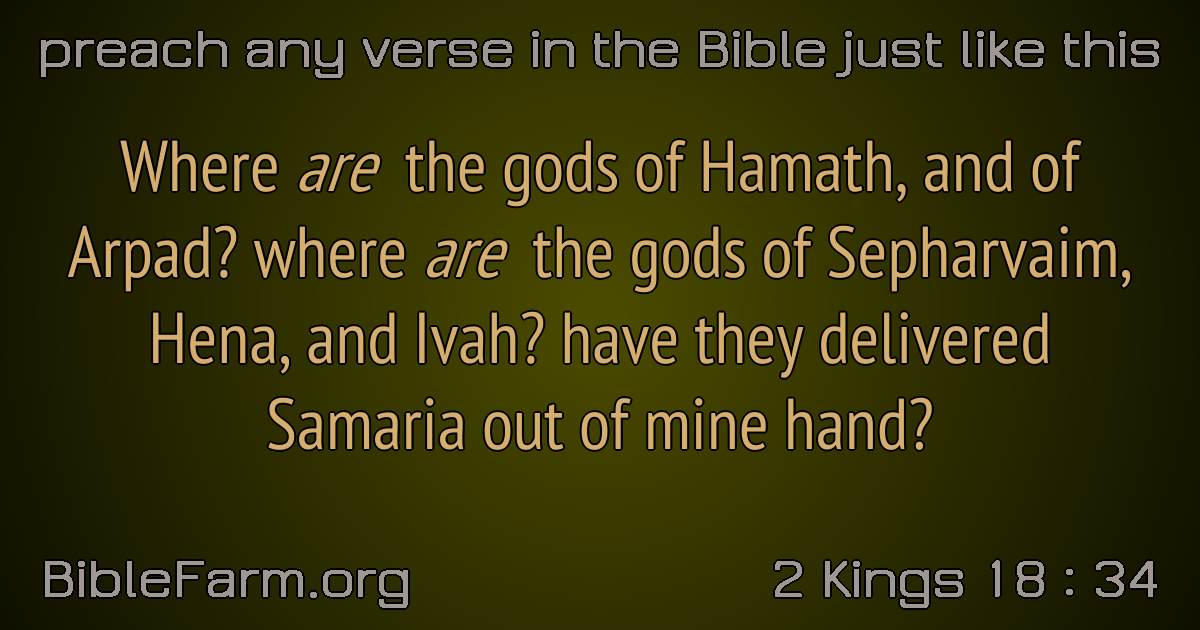 preach any verse in the Bible just like this
Where are the gods of Hamath, and of
Arpad? where are the gods of Sepharvaim,
Hena, and Ivah? have they delivered
Samaria out of mine hand?
BibleFarm.org
2 Kings 18 : 34